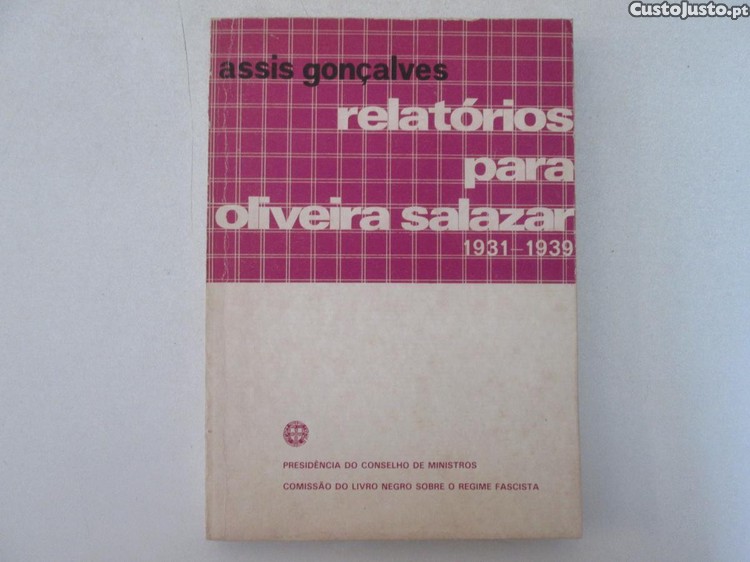 CustoJusto.pt
assis gonçalves
relatórios
para
oliveira salazar
1931-1939
PRESIDÊNCIA DO CONSELHO DE MINISTROS
COMISSÃO DO LIVRO NEGRO SOBRE O REGIME FASCISTA